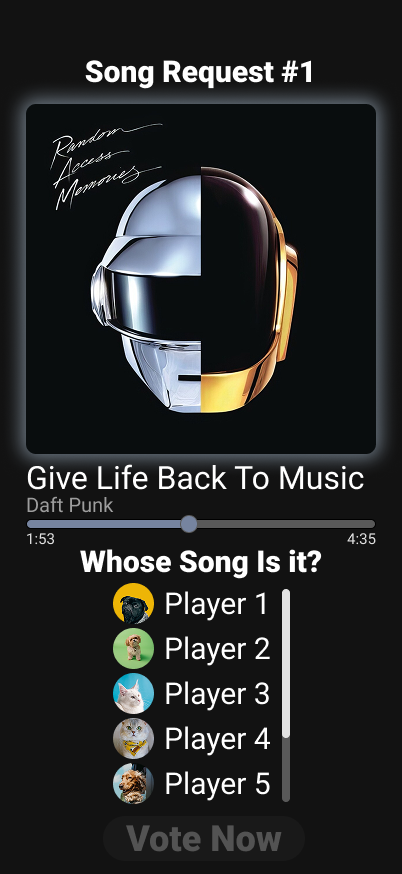 Song Request #1
Random
Access
Memories
Give Life Back To Music
Daft Punk
1:53 4:35
Whose Song Is it?
Player 1
Player 2
Player 3
Player 4
Player 5
Vote Now